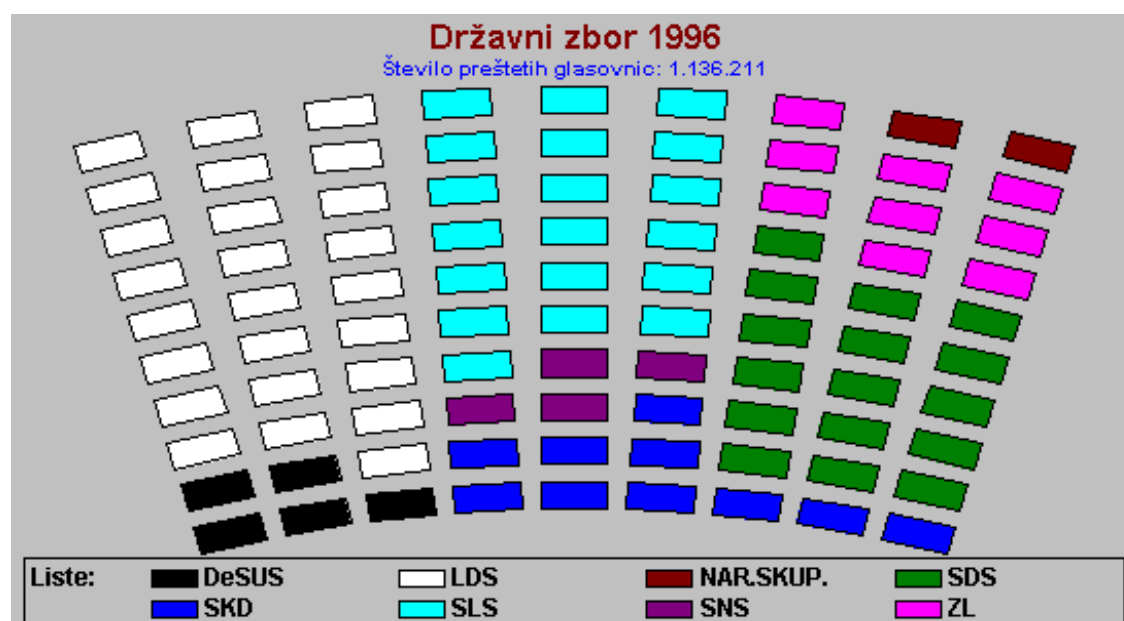 Državni zbor 1996
Število preštetih glasovnic: 1.136.211
Liste: DeSUS LDS NAR.SKUP. SDS
SKD SLS SNS ZL